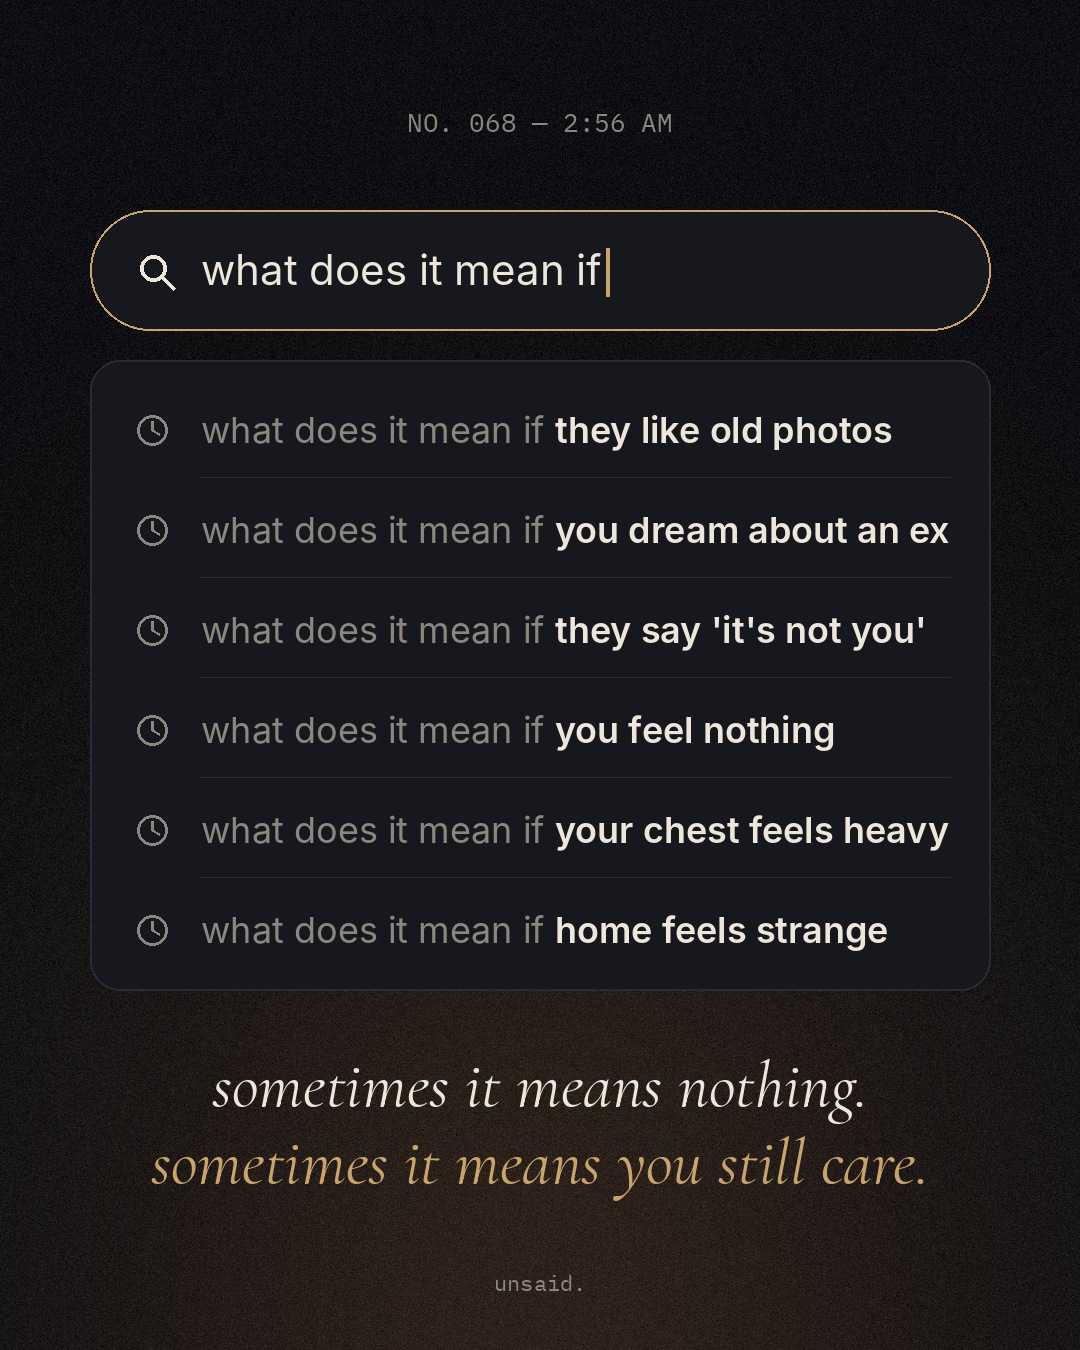 NO. 068 — 2:56 AM
what does it mean if
what does it mean if they like old photos
what does it mean if you dream about an ex
what does it mean if they say 'it's not you'
what does it mean if you feel nothing
what does it mean if your chest feels heavy
what does it mean if home feels strange
sometimes it means nothing.
sometimes it means you still care.
unsaid.